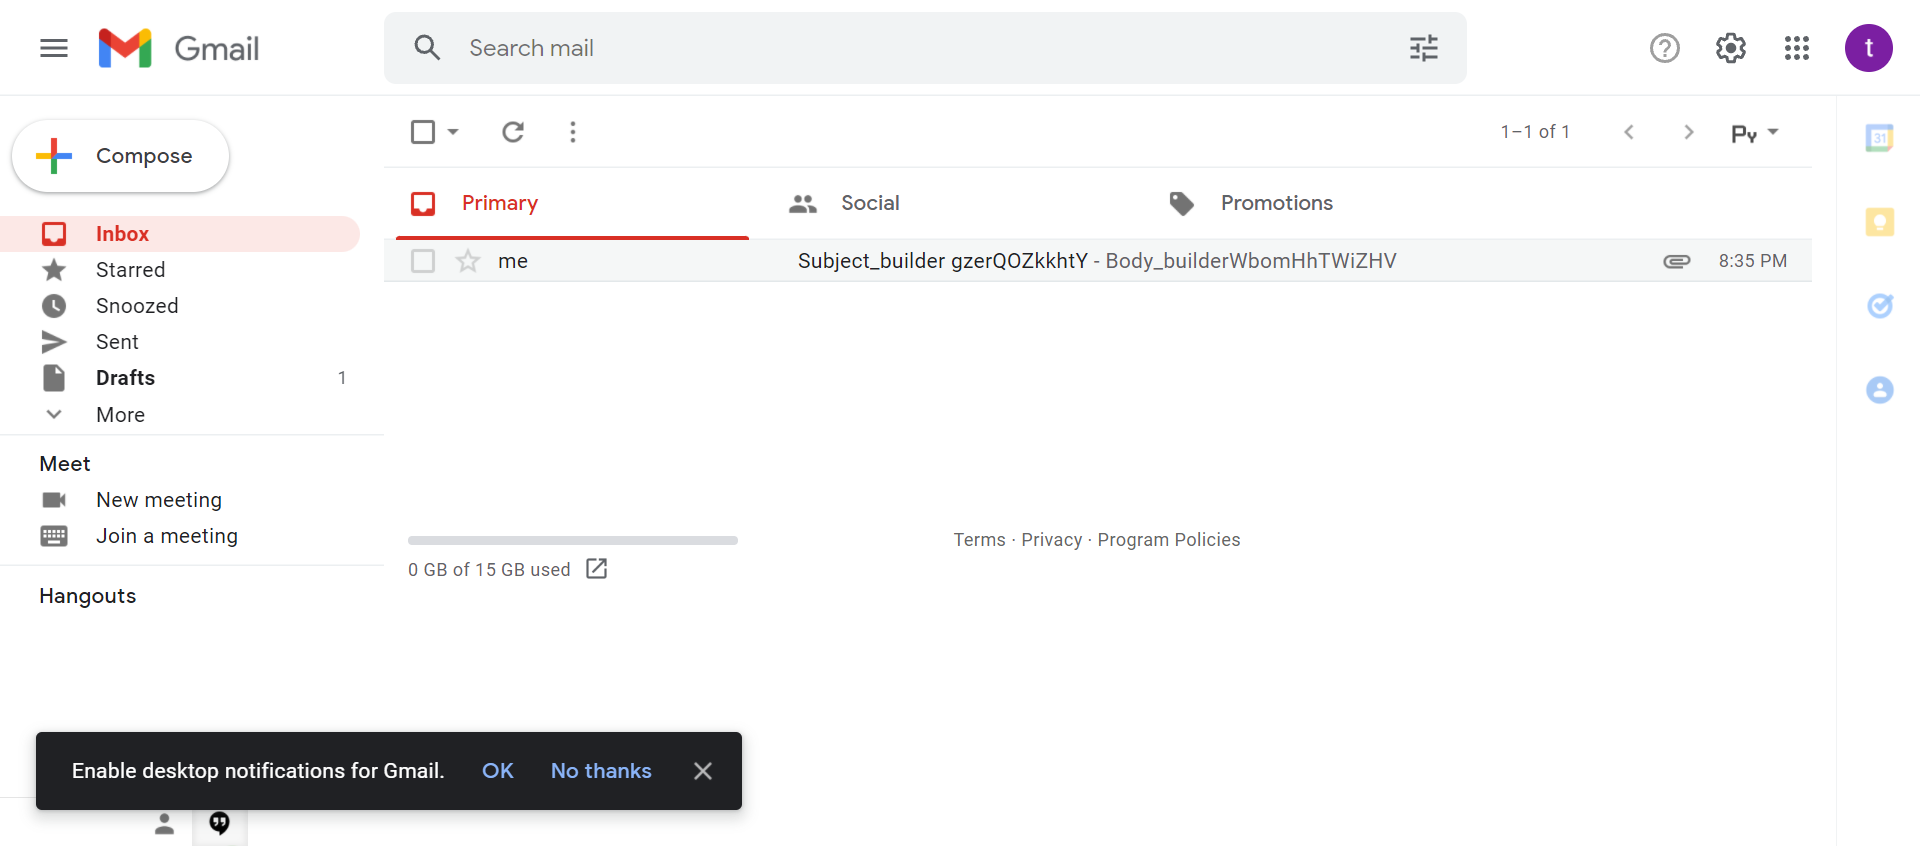 Gmail
Search mail
t
Compose
1–1 of 1
31
Primary
Social
Promotions
Inbox
me Subject_builder gzerQOZkkhtY - Body_builderWbomHhTWiZHV 8:35 PM
Starred
Snoozed
Sent
Drafts 1
More
Meet
New meeting
Join a meeting
Terms · Privacy · Program Policies
0 GB of 15 GB used
Hangouts
Enable desktop notifications for Gmail. OK No thanks